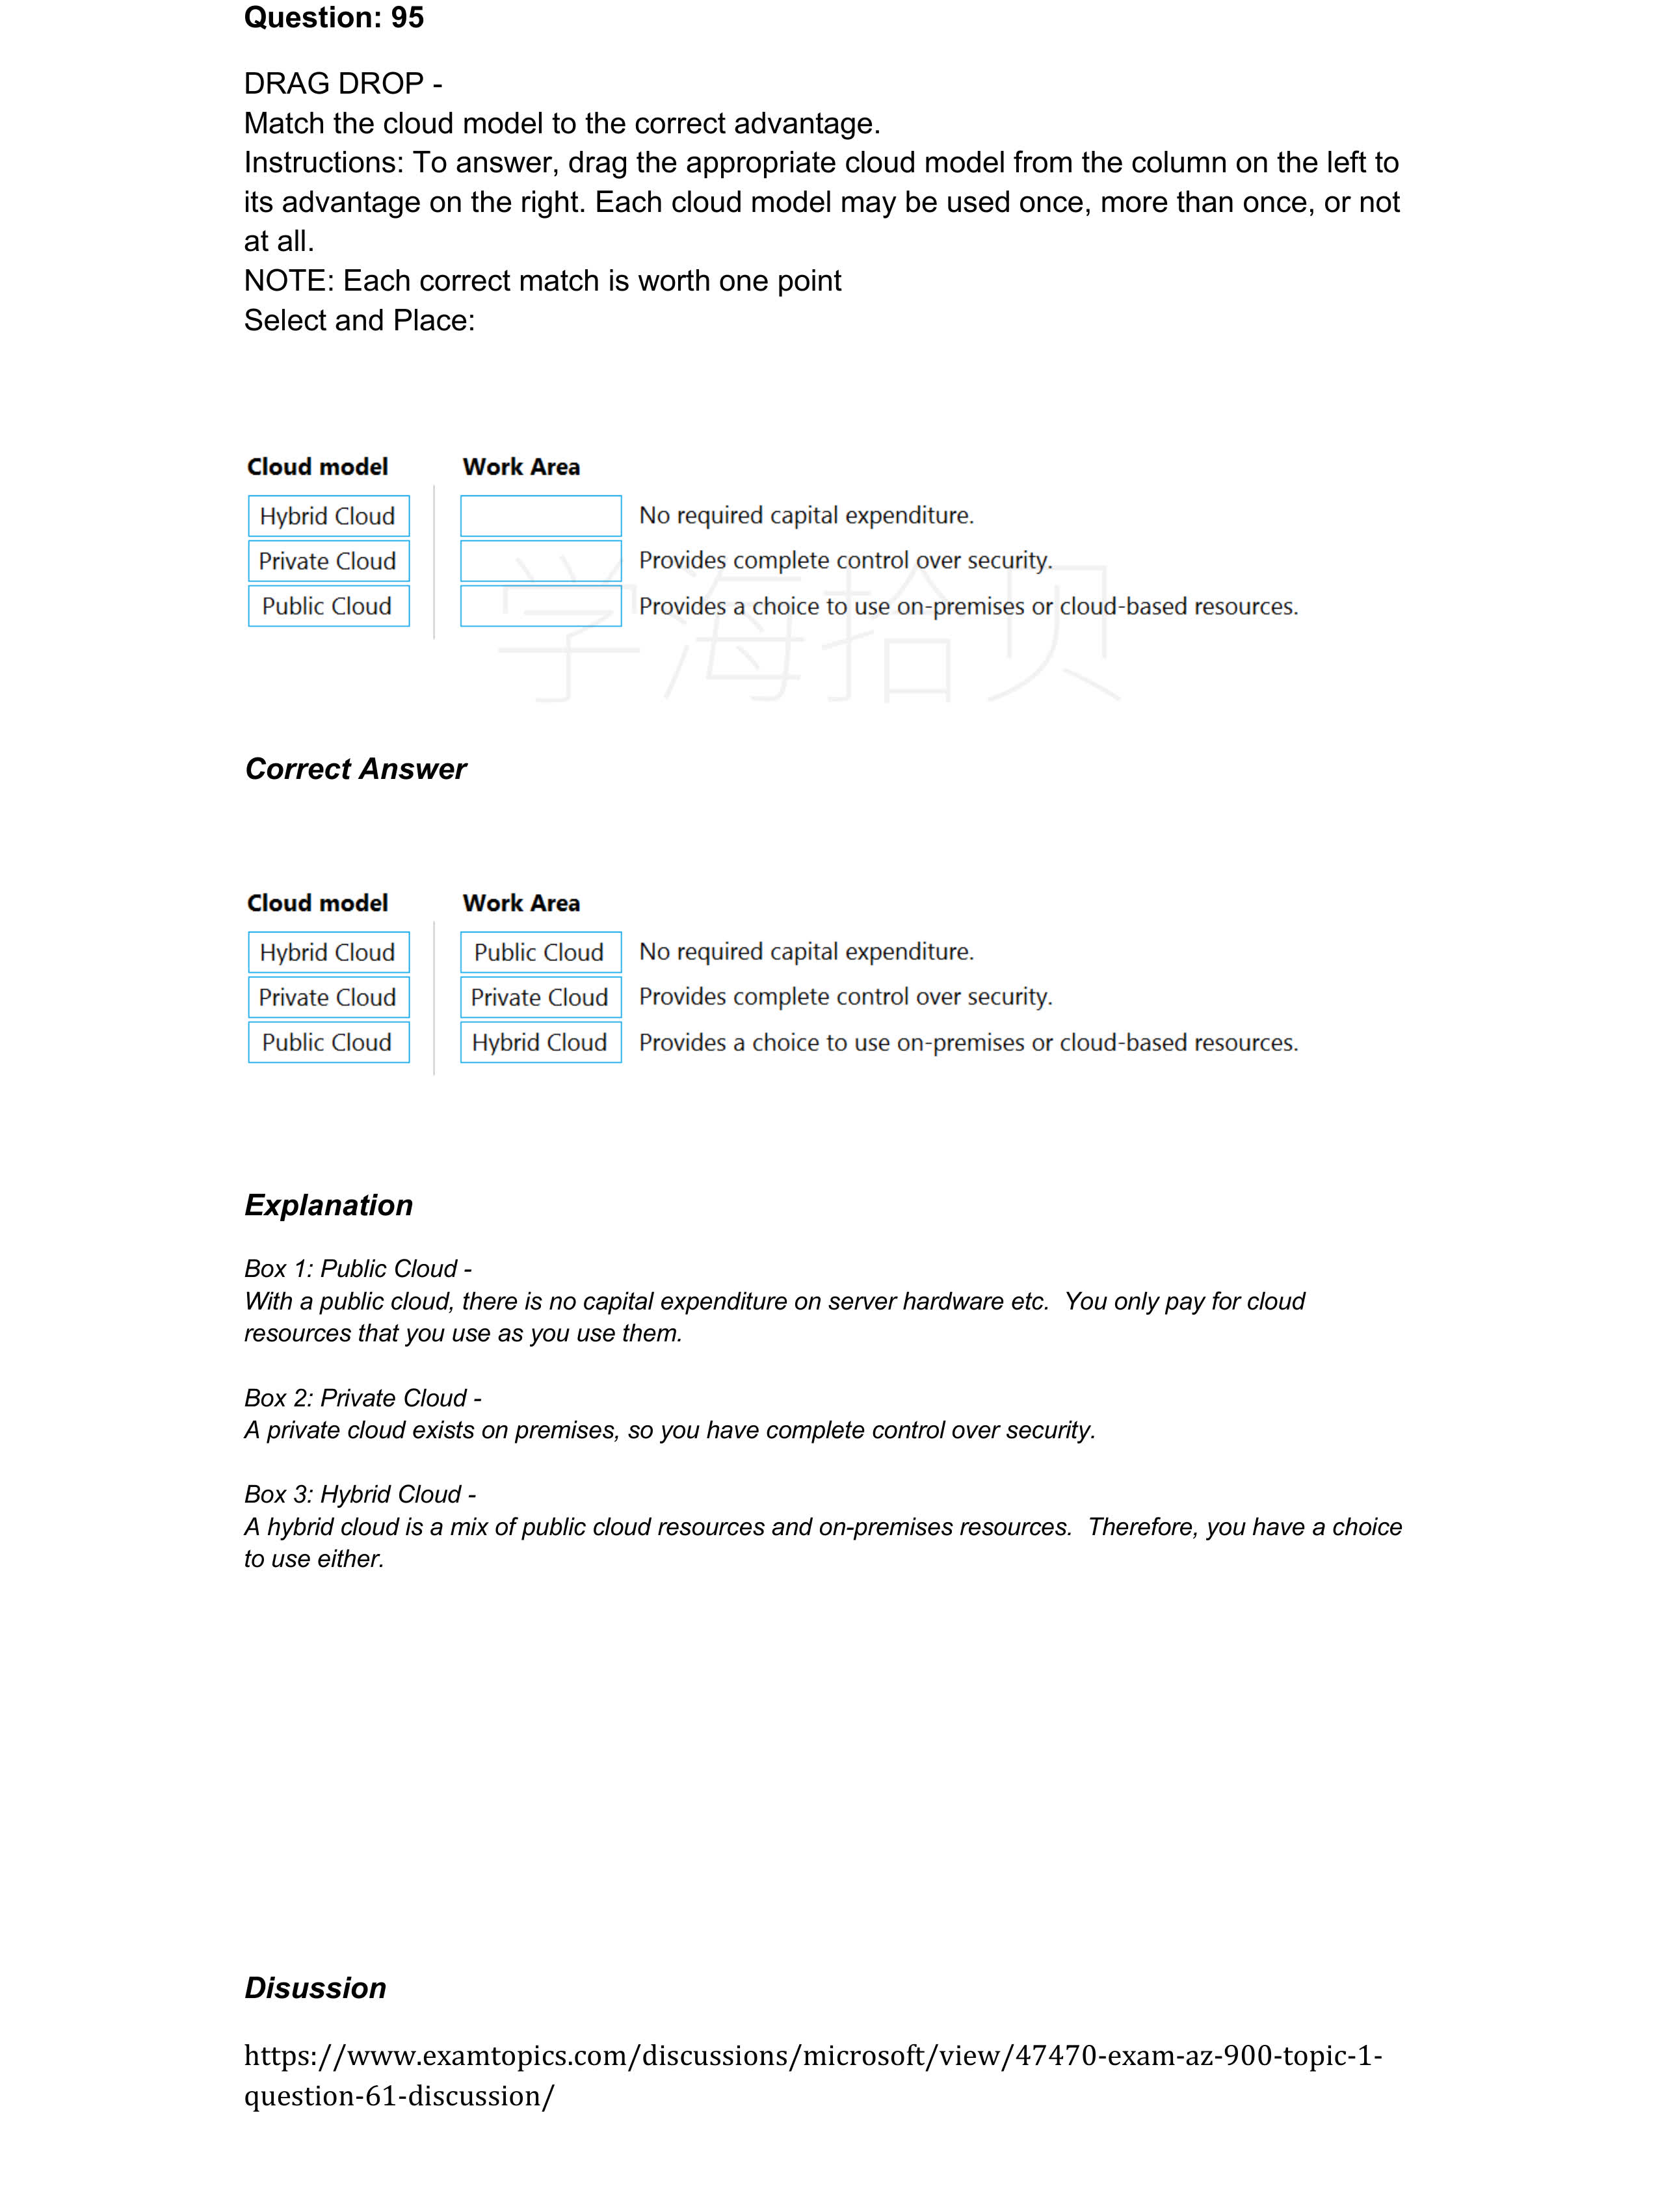 Question: 95
DRAG DROP -
Match the cloud model to the correct advantage.
Instructions: To answer, drag the appropriate cloud model from the column on the left to
its advantage on the right. Each cloud model may be used once, more than once, or not
at all.
NOTE: Each correct match is worth one point
Select and Place:
Cloud model Work Area
Hybrid Cloud No required capital expenditure.
Private Cloud Provides complete control over security.
Public Cloud Provides a choice to use on-premises or cloud-based resources.
学海拾贝
Correct Answer
Cloud model Work Area
Hybrid Cloud Public Cloud No required capital expenditure.
Private Cloud Private Cloud Provides complete control over security.
Public Cloud Hybrid Cloud Provides a choice to use on-premises or cloud-based resources.
Explanation
Box 1: Public Cloud -
With a public cloud, there is no capital expenditure on server hardware etc. You only pay for cloud
resources that you use as you use them.
Box 2: Private Cloud -
A private cloud exists on premises, so you have complete control over security.
Box 3: Hybrid Cloud -
A hybrid cloud is a mix of public cloud resources and on-premises resources. Therefore, you have a choice
to use either.
Disussion
https://www.examtopics.com/discussions/microsoft/view/47470-exam-az-900-topic-1-
question-61-discussion/